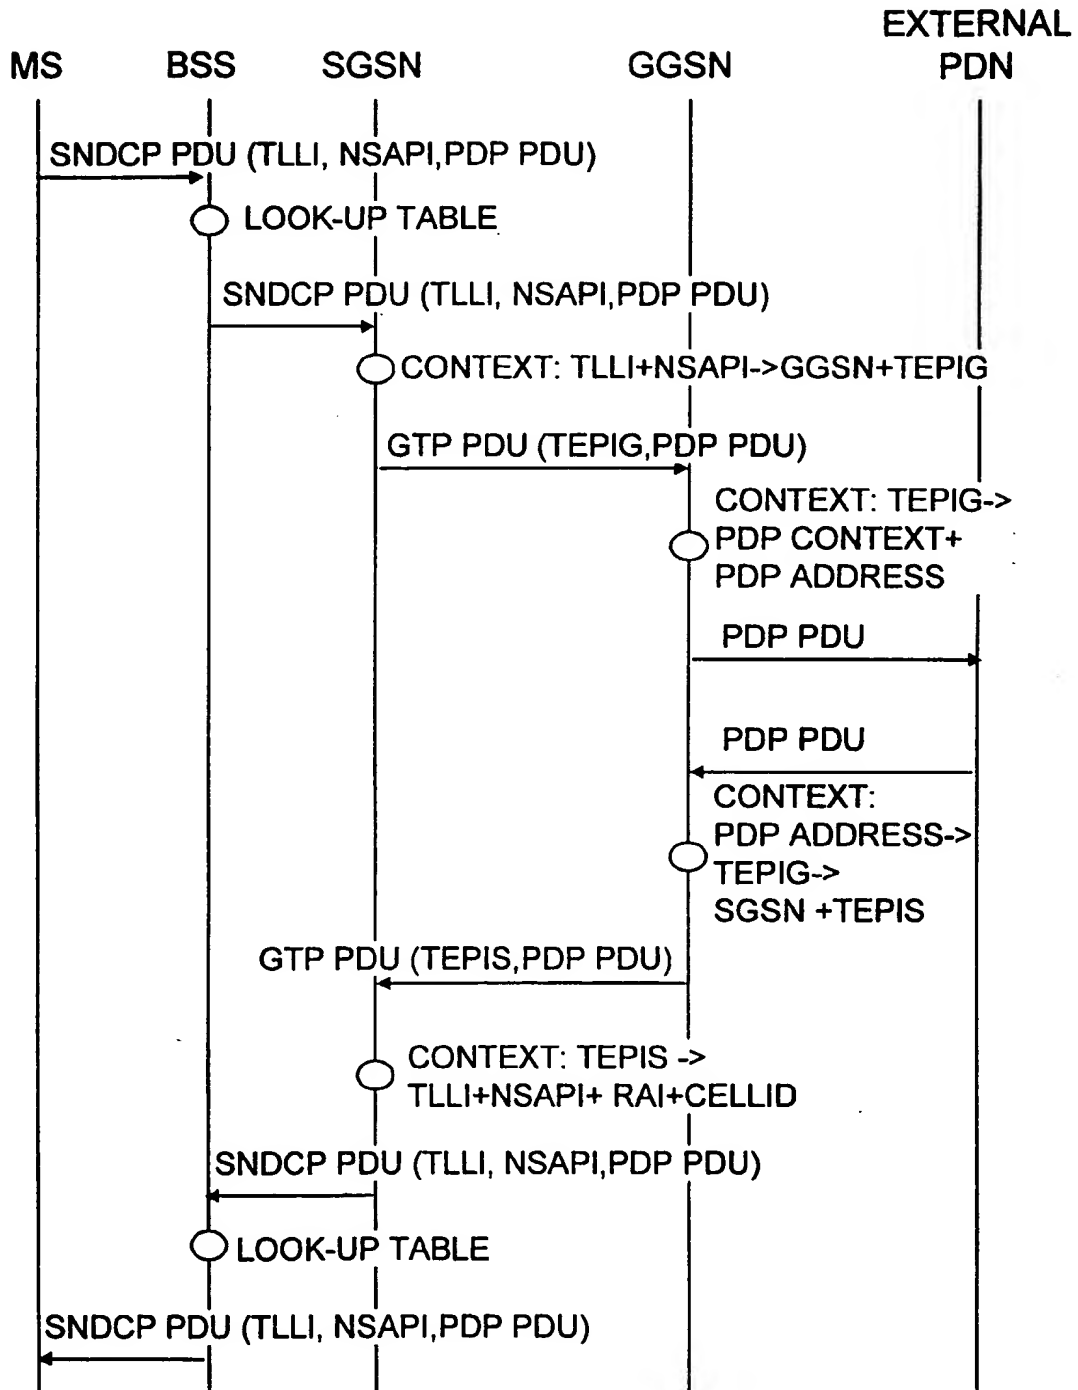 EXTERNAL
MS BSS SGSN GGSN PDN
SNDCP PDU (TLLI, NSAPI,PDP PDU)
LOOK-UP TABLE
SNDCP PDU (TLLI, NSAPI,PDP PDU)
CONTEXT: TLLI+NSAPI->GGSN+TEPIG
GTP PDU (TEPIG,PDP PDU)
CONTEXT: TEPIG->
PDP CONTEXT+
PDP ADDRESS
PDP PDU
PDP PDU
CONTEXT:
PDP ADDRESS->
TEPIG->
SGSN +TEPIS
GTP PDU (TEPIS,PDP PDU)
CONTEXT: TEPIS ->
TLLI+NSAPI+ RAI+CELLID
SNDCP PDU (TLLI, NSAPI,PDP PDU)
LOOK-UP TABLE
SNDCP PDU (TLLI, NSAPI,PDP PDU)